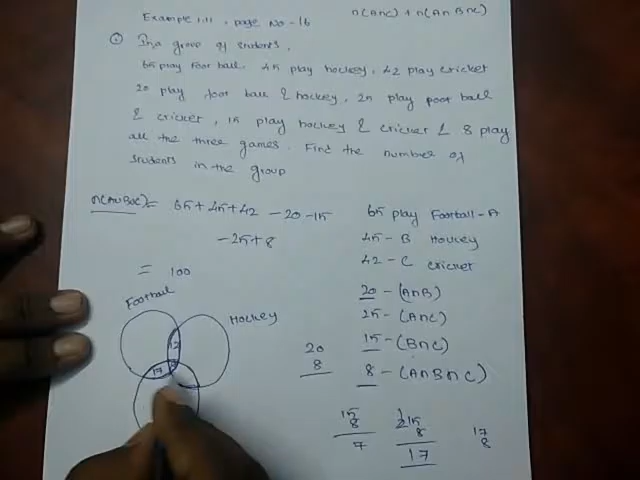 Example 1.11, page No - 16
n(A∩C) + n(A∩B∩C)
① In a group of students,
65 play foot ball, 45 play hockey, 42 play cricket
20 play foot ball & hockey, 25 play foot ball
& cricket, 15 play hockey & cricket & 8 play
all the three games. Find the number of
students in the group
n(A∪B∪C) = 65 + 45 + 42 - 20 - 15
- 25 + 8
= 100
65 play Football - A
45 - B Hockey
42 - C cricket
20 - (A∩B)
25 - (A∩C)
15 - (B∩C)
8 - (A∩B∩C)
Football
Hockey
12
17
20
8
15
8
7
8
17
17
8